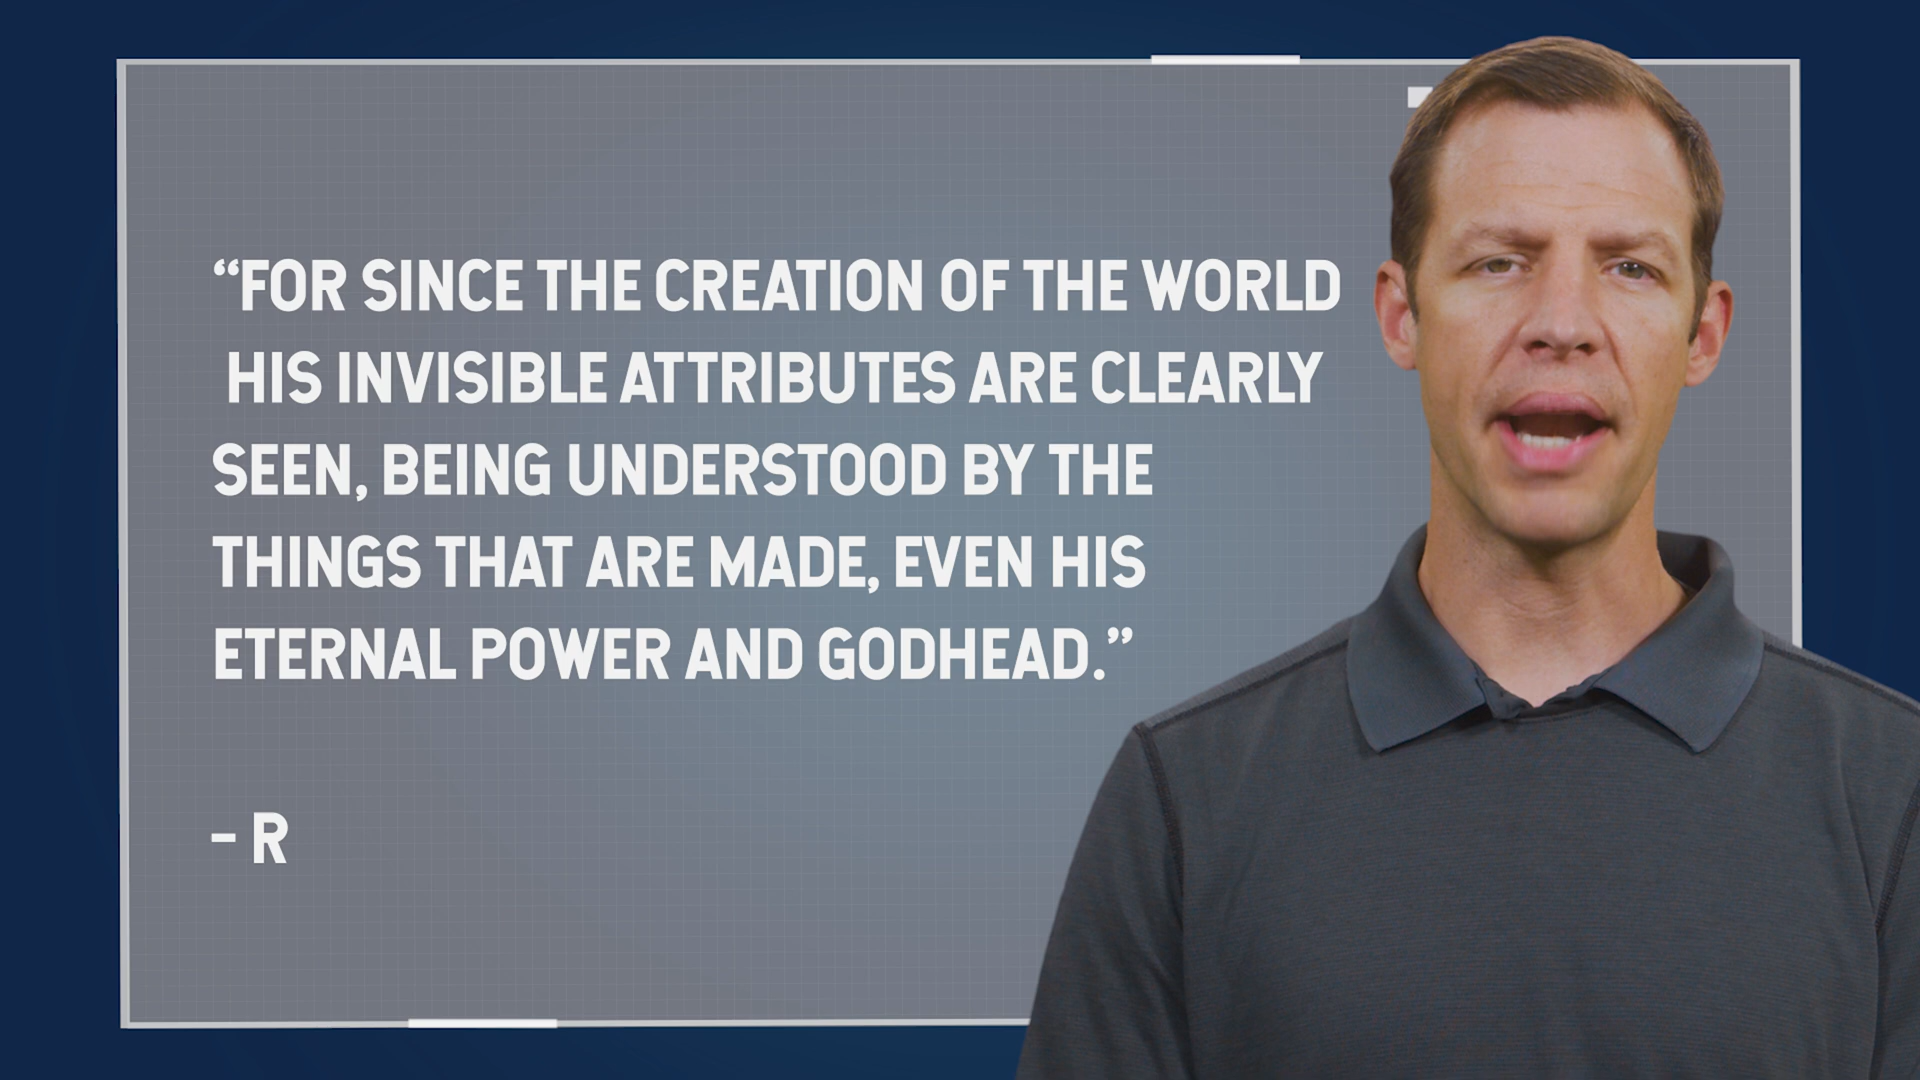 “FOR SINCE THE CREATION OF THE WORLD
HIS INVISIBLE ATTRIBUTES ARE CLEARLY
SEEN, BEING UNDERSTOOD BY THE
THINGS THAT ARE MADE, EVEN HIS
ETERNAL POWER AND GODHEAD.”
– R